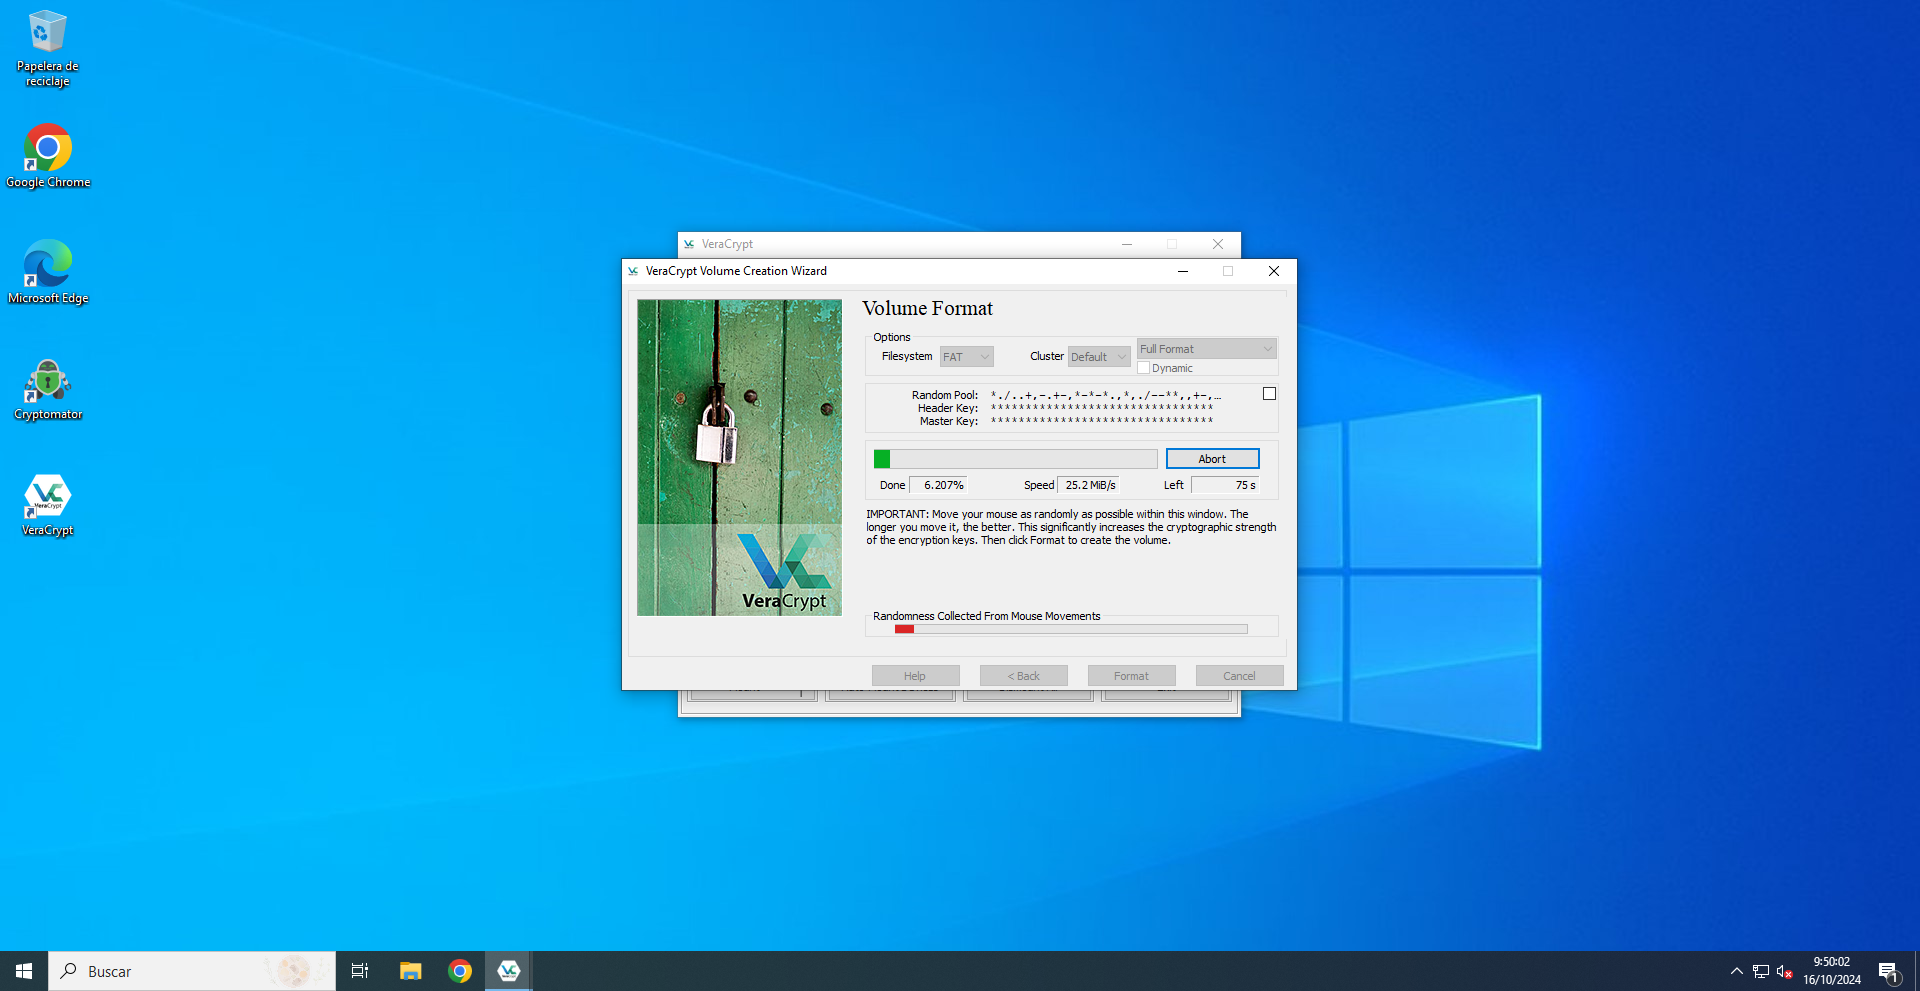 Papelera de
reciclaje
Google Chrome
Microsoft Edge
Cryptomator
VeraCrypt
VeraCrypt
VeraCrypt Volume Creation Wizard
Volume Format
Options
Filesystem FAT Cluster Default Full Format
Dynamic
Random Pool: *./..+,-.+-,*-*-*.,*,./--**,,+-,...
Header Key: ********************************
Master Key: ********************************
Abort
Done 6.207% Speed 25.2 MiB/s Left 75 s
IMPORTANT: Move your mouse as randomly as possible within this window. The
longer you move it, the better. This significantly increases the cryptographic strength
of the encryption keys. Then click Format to create the volume.
VeraCrypt
Randomness Collected From Mouse Movements
Help < Back Format Cancel
Buscar
9:50:02
16/10/2024
1